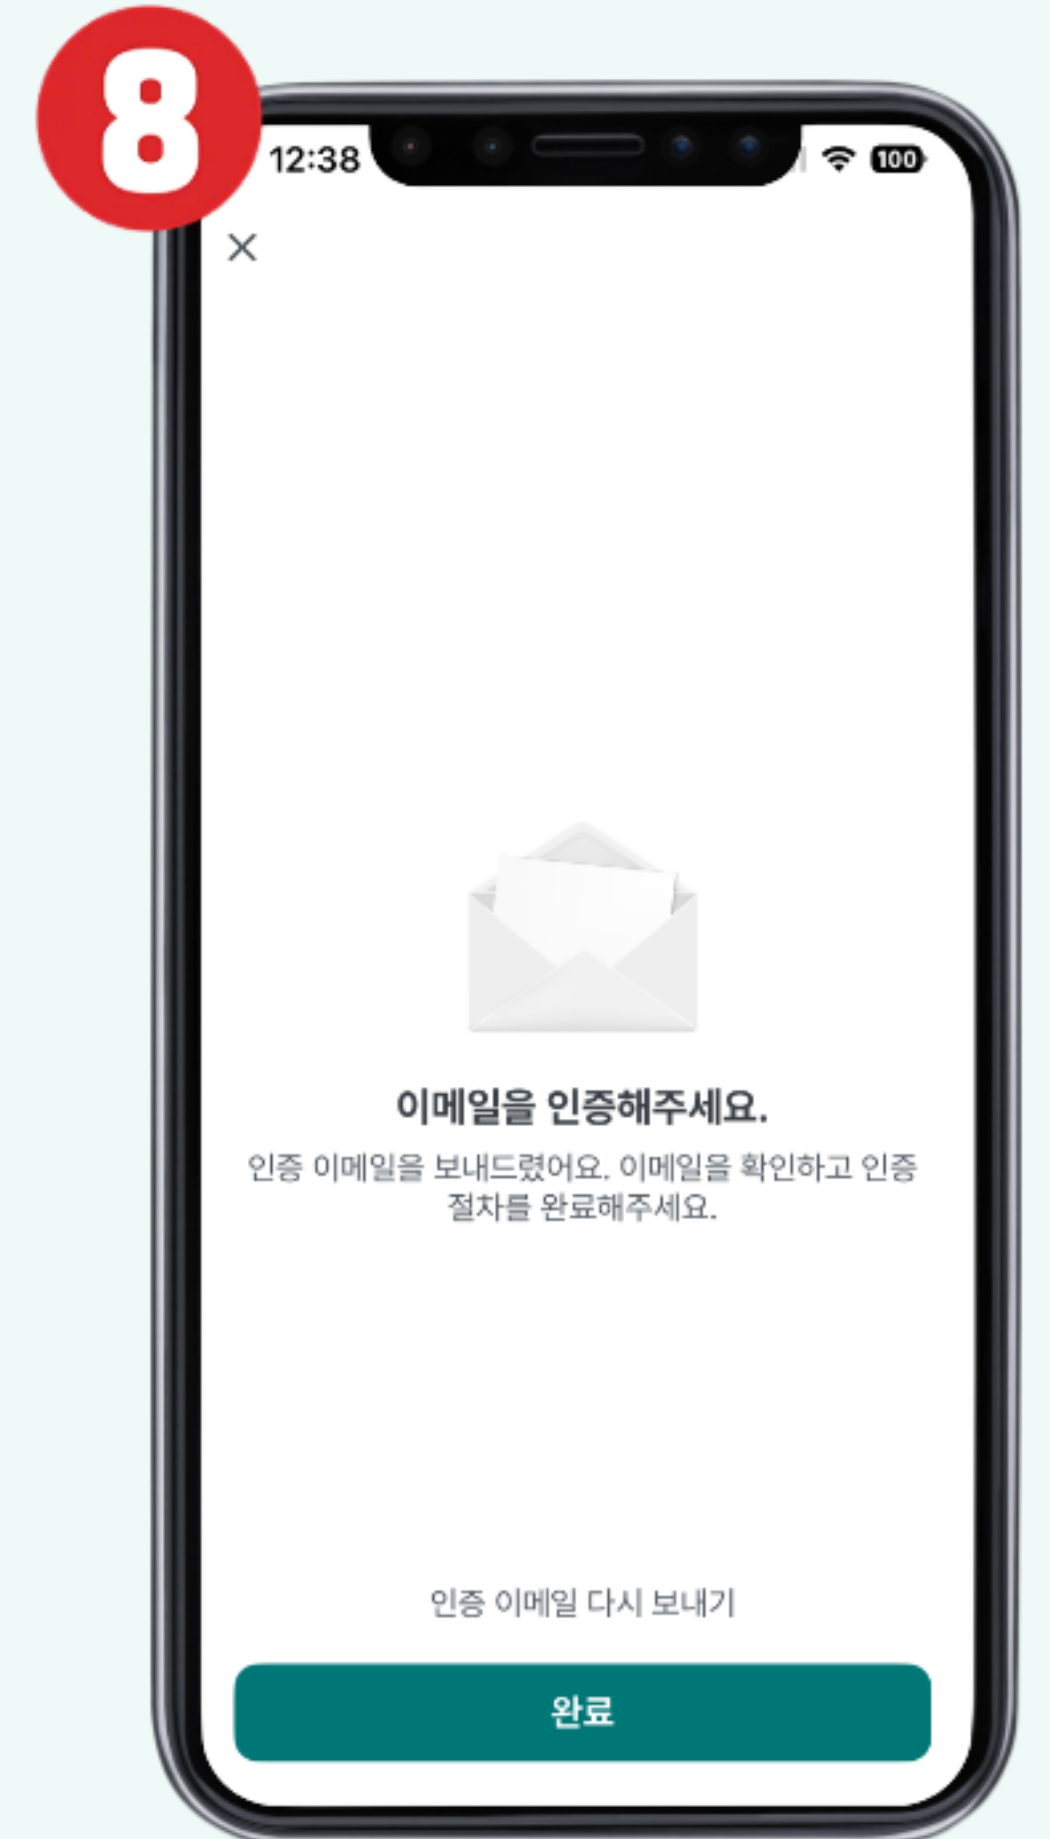 8
12:38
100
이메일을 인증해주세요.
인증 이메일을 보내드렸어요. 이메일을 확인하고 인증
절차를 완료해주세요.
인증 이메일 다시 보내기
완료